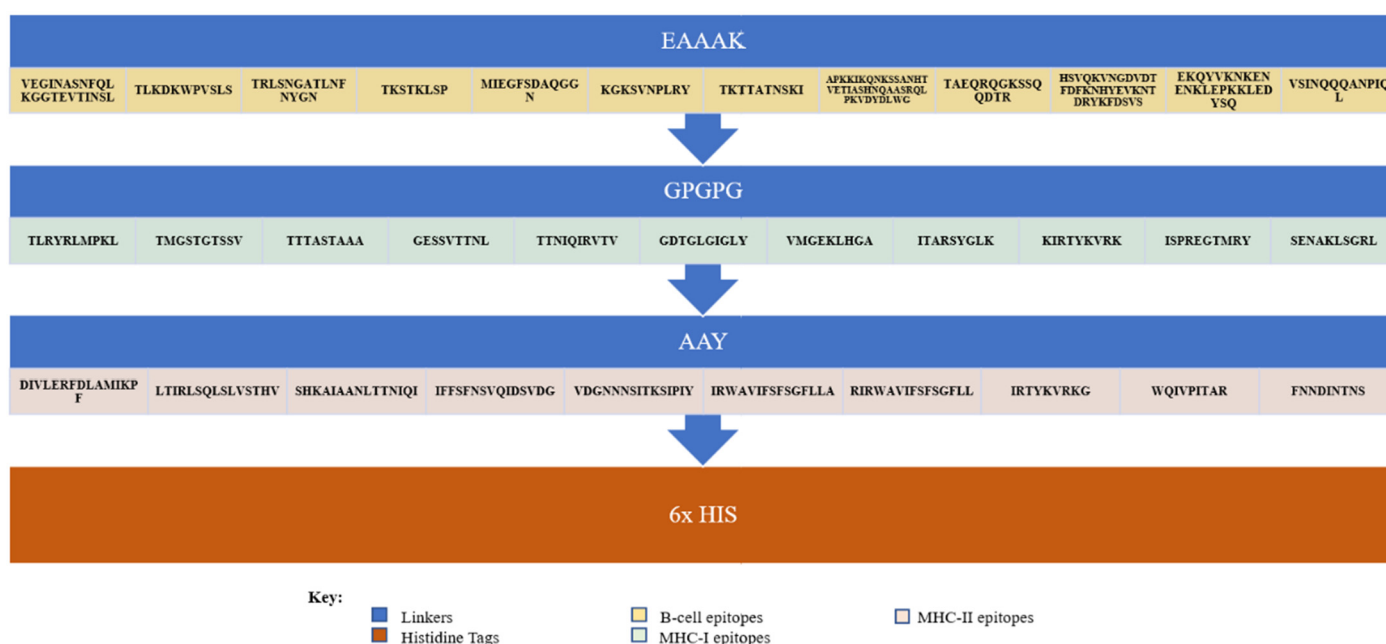 EAAAK
VEGINASNFQL
KGGTEVTINSL
TLKDKWPVSLS
TRLSNGATLNF
NYGN
TKSTKLSP
MIEGFSDAQGG
N
KGKSVNPLRY
TKTTATNSKI
APKKIKQNKSSANHT
VETIASHNQAASRQL
PKVDYDLWG
TAEQRQGKSSQ
QDTR
HSVQKVNGDVDT
FDFKNHYEVKNT
DRYKFDSVS
EKQYVKNKEN
ENKLEPKKLED
YSQ
VSINQQQANPIQ
L
GPGPG
TLRYRLMPKL
TMGSTGTSSV
TTTASTAAA
GESSVTTNL
TTNIQIRVTV
GDTGLGIGLY
VMGEKLHGA
ITARSYGLK
KIRTYKVRK
ISPREGTMRY
SENAKLSGRL
AAY
DIVLERFDLAMIKP
F
LTIRLSQLSLVSTHV
SHKAIAANLTTNIQI
IFFSFNSVQIDSVDG
VDGNNNSITKSIPIY
IRWAVIFSFSGFLLA
RIRWAVIFSFSGFLL
IRTYKVRKG
WQIVPITAR
FNNDINTNS
6x HIS
Key:
Linkers
B-cell epitopes
MHC-II epitopes
Histidine Tags
MHC-I epitopes